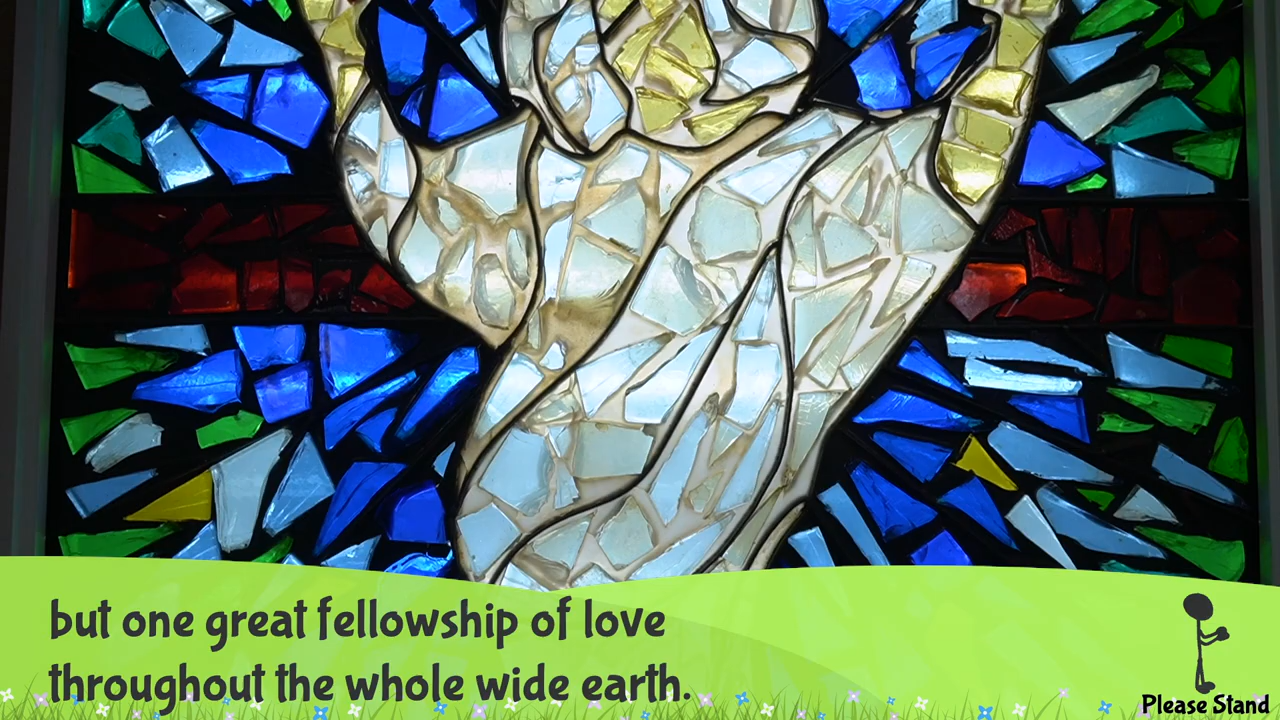 but one great fellowship of love
throughout the whole wide earth.
Please Stand